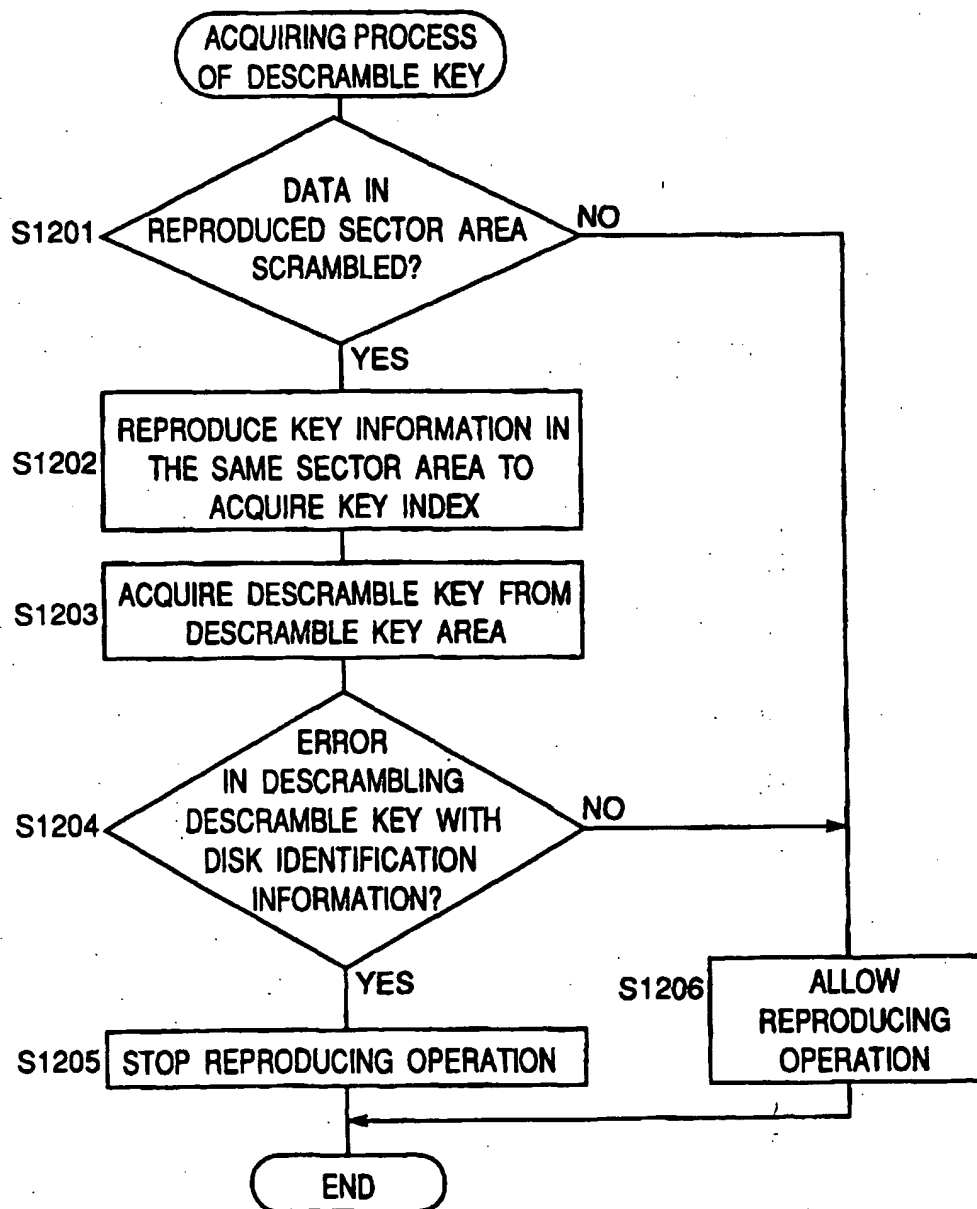 ACQUIRING PROCESS
OF DESCRAMBLE KEY
DATA IN
REPRODUCED SECTOR AREA
SCRAMBLED?
S1201
NO
YES
REPRODUCE KEY INFORMATION IN
THE SAME SECTOR AREA TO
ACQUIRE KEY INDEX
S1202
ACQUIRE DESCRAMBLE KEY FROM
DESCRAMBLE KEY AREA
S1203
ERROR
IN DESCRAMBLING
DESCRAMBLE KEY WITH
DISK IDENTIFICATION
INFORMATION?
S1204
NO
YES
S1205
STOP REPRODUCING OPERATION
S1206
ALLOW
REPRODUCING
OPERATION
END